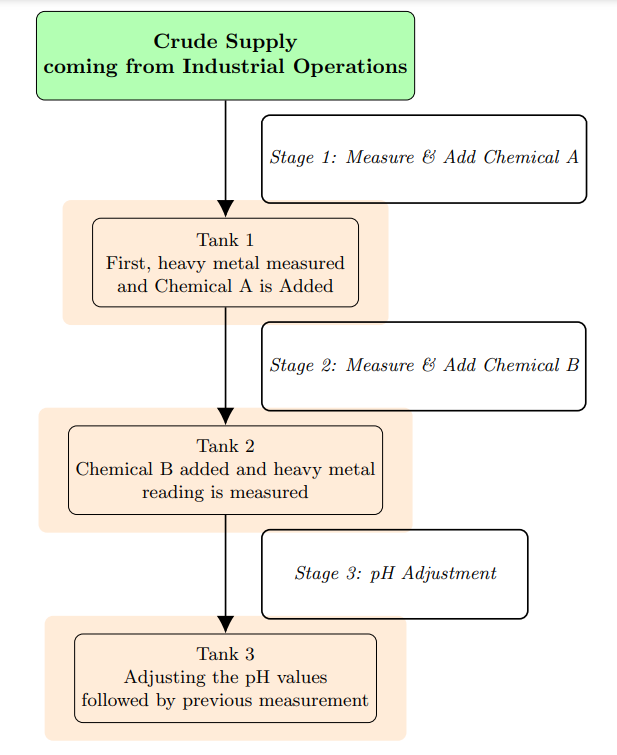 Crude Supply
coming from Industrial Operations
Stage 1: Measure & Add Chemical A
Tank 1
First, heavy metal measured
and Chemical A is Added
Stage 2: Measure & Add Chemical B
Tank 2
Chemical B added and heavy metal
reading is measured
Stage 3: pH Adjustment
Tank 3
Adjusting the pH values
followed by previous measurement